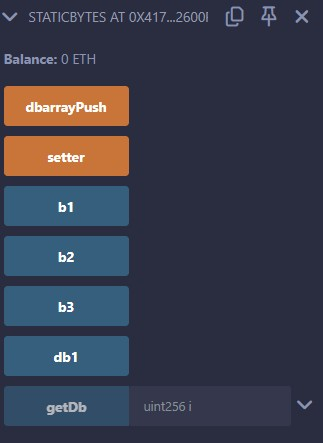 STATICBYTES AT 0X417...2600
Balance: 0 ETH
dbarrayPush
setter
b1
b2
b3
db1
getDb uint256 i